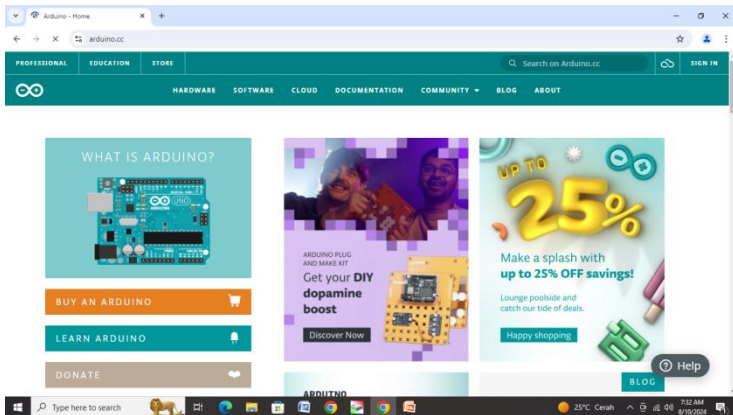 Arduino - Home
arduino.cc
PROFESSIONAL EDUCATION STORE
Search on Arduino.cc
SIGN IN
HARDWARE SOFTWARE CLOUD DOCUMENTATION COMMUNITY BLOG ABOUT
WHAT IS ARDUINO?
UNO
ARDUINO
BUY AN ARDUINO
LEARN ARDUINO
DONATE
ARDUINO PLUG
AND MAKE KIT
Get your DIY
dopamine
boost
Discover Now
UP TO
25%
Make a splash with
up to 25% OFF savings!
Lounge poolside and
catch our tide of deals.
Happy shopping
Help
BLOG
ARDUINO
Type here to search
25°C Cerah
7:32 AM